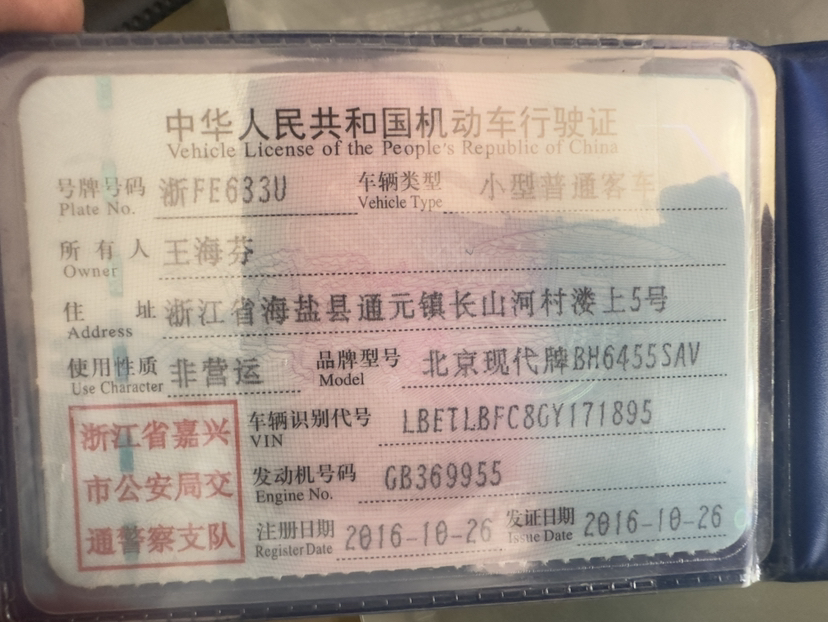 中华人民共和国机动车行驶证
Vehicle License of the People's Republic of China
号牌号码 浙FE633U 车辆类型 小型普通客车
Plate No. Vehicle Type
所有人 王海芬
Owner
住址 浙江省海盐县通元镇长山河村溇上5号
Address
使用性质 非营运 品牌型号 北京现代牌BH6455SAV
Use Character Model
浙江省嘉兴 车辆识别代号 LBETLBFC8GY171895
VIN
市公安局交 发动机号码 GB369955
Engine No.
通警察支队 注册日期 2016-10-26 发证日期 2016-10-26
Register Date Issue Date